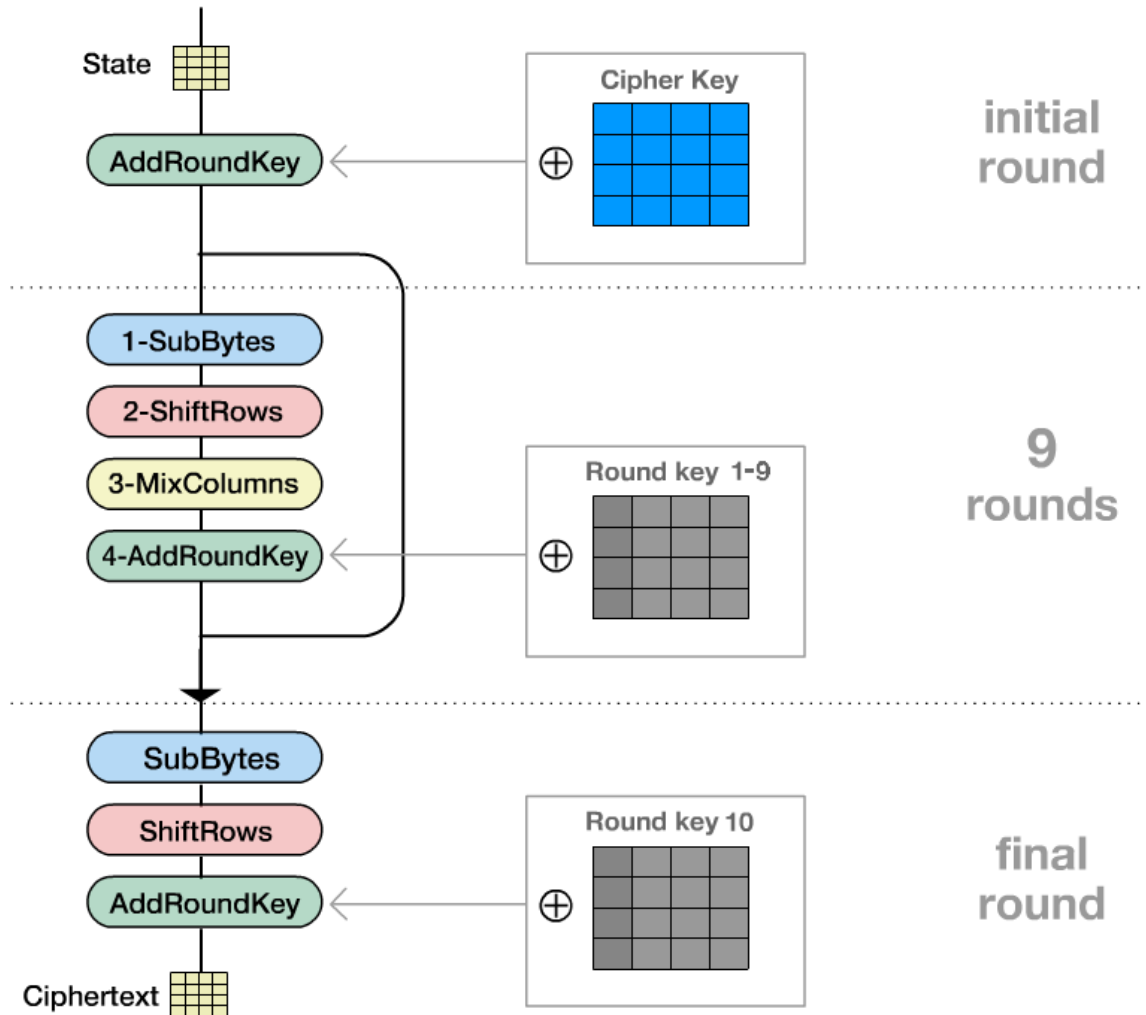 State
Cipher Key
AddRoundKey
initial
round
1-SubBytes
2-ShiftRows
3-MixColumns
4-AddRoundKey
Round key 1-9
9
rounds
SubBytes
ShiftRows
AddRoundKey
Round key 10
final
round
Ciphertext